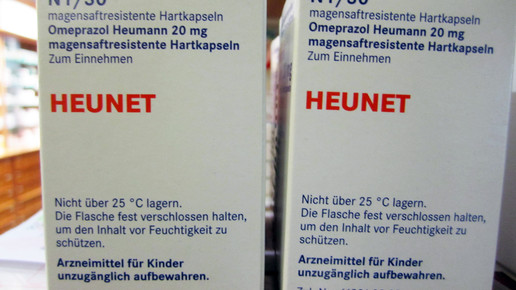 N1/30
magensaftresistente Hartkapseln
Omeprazol Heumann 20 mg
magensaftresistente Hartkapseln
Zum Einnehmen
HEUNET
Nicht über 25 °C lagern.
Die Flasche fest verschlossen halten,
um den Inhalt vor Feuchtigkeit zu
schützen.
Arzneimittel für Kinder
unzugänglich aufbewahren.
magensaftresistente Hartkapseln
Omeprazol Heumann 20 mg
magensaftresistente Hartkapseln
Zum Einnehmen
HEUNET
Nicht über 25 °C lagern.
Die Flasche fest verschlossen halten,
um den Inhalt vor Feuchtigkeit zu
schützen.
Arzneimittel für Kinder
unzugänglich aufbewahren.